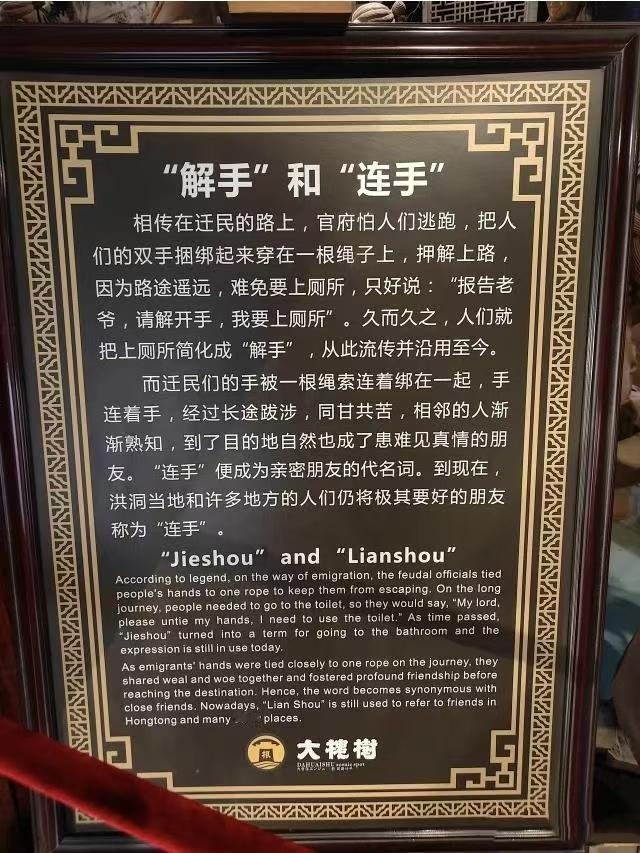 “解手”和“连手”
相传在迁民的路上，官府怕人们逃跑，把人
们的双手捆绑起来穿在一根绳子上，押解上路，
因为路途遥远，难免要上厕所，只好说：“报告老
爷，请解开手，我要上厕所”。久而久之，人们就
把上厕所简化成“解手”，从此流传并沿用至今。
而迁民们的手被一根绳索连着绑在一起，手
连着手，经过长途跋涉，同甘共苦，相邻的人渐
渐熟知，到了目的地自然也成了患难见真情的朋
友。“连手”便成为亲密朋友的代名词。到现在，
洪洞当地和许多地方的人们仍将极其要好的朋友
称为“连手”。
“Jieshou” and “Lianshou”
According to legend, on the way of emigration, the feudal officials tied
people's hands to one rope to keep them from escaping. On the long
journey, people needed to go to the toilet, so they would say, “My lord,
please untie my hands, I need to use the toilet.” As time passed,
“Jieshou” turned into a term for going to the bathroom and the
expression is still in use today.
As emigrants' hands were tied closely to one rope on the journey, they
shared weal and woe together and fostered profound friendship before
reaching the destination. Hence, the word becomes synonymous with
close friends. Nowadays, “Lian Shou” is still used to refer to friends in
Hongtong and many places.
根
大槐树
DAHUAISHU scenic spot